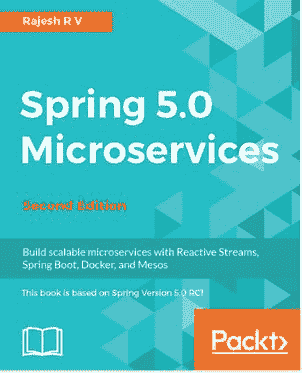 Rajesh R V
Spring 5.0
Microservices
Second Edition
Build scalable microservices with Reactive Streams,
Spring Boot, Docker, and Mesos
This book is based on Spring Version 5.0 RC1
Packt>